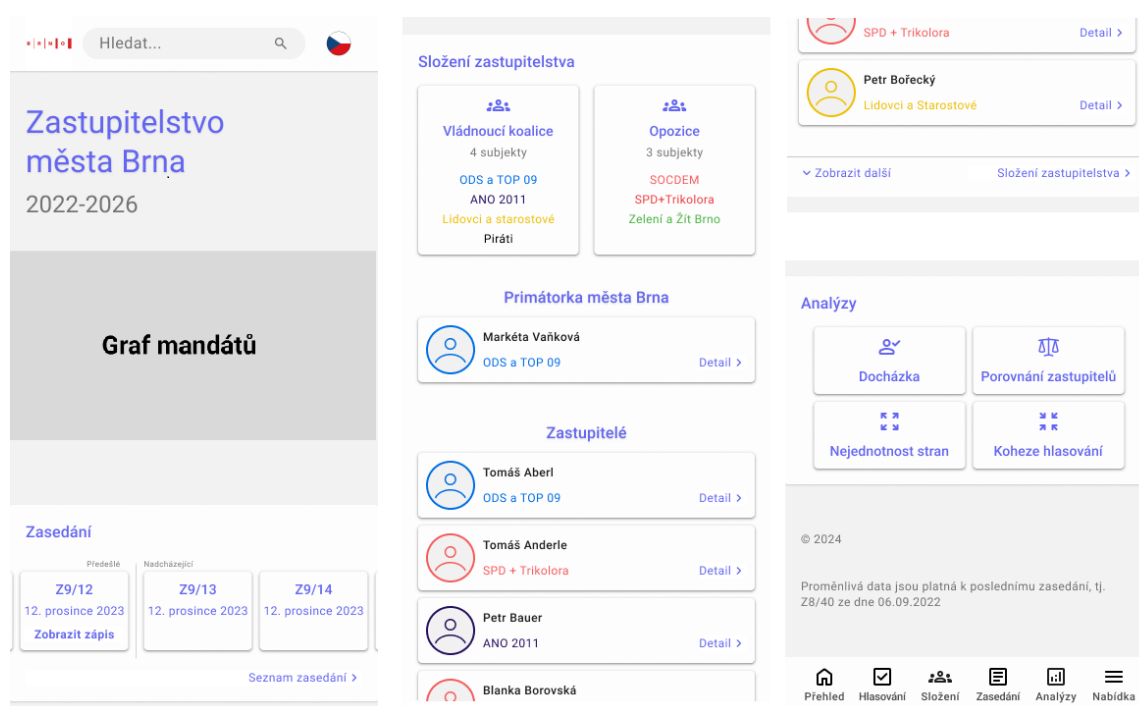 BRNO
Hledat...
Zastupitelstvo
města Brna
2022-2026
Graf mandátů
Zasedání
Předešlé
Nadcházející
Z9/12
12. prosince 2023
Zobrazit zápis
Z9/13
12. prosince 2023
Z9/14
12. prosince 2023
Seznam zasedání
Složení zastupitelstva
Vládnoucí koalice
4 subjekty
ODS a TOP 09
ANO 2011
Lidovci a starostové
Piráti
Opozice
3 subjekty
SOCDEM
SPD+Trikolora
Zelení a Žít Brno
Primátorka města Brna
Markéta Vaňková
ODS a TOP 09 Detail
Zastupitelé
Tomáš Aberl
ODS a TOP 09 Detail
Tomáš Anderle
SPD + Trikolora Detail
Petr Bauer
ANO 2011 Detail
Blanka Borovská
SPD + Trikolora Detail
Petr Bořecký
Lidovci a Starostové Detail
Zobrazit další Složení zastupitelstva
Analýzy
Docházka
Porovnání zastupitelů
Nejednotnost stran
Koheze hlasování
© 2024
Proměnlivá data jsou platná k poslednímu zasedání, tj.
Z8/40 ze dne 06.09.2022
Přehled Hlasování Složení Zasedání Analýzy Nabídka